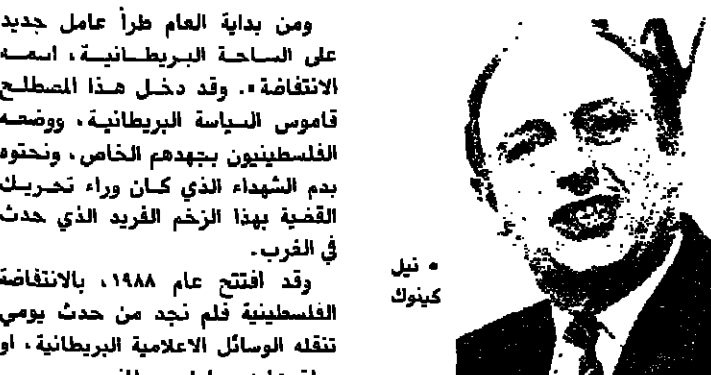 ومن بداية العام طرأ عامل جديد
على الساحة البريطانية، اسمه
الانتفاضة». وقد دخل هذا المصطلح
قاموس السياسة البريطانية، ووضعه
الفلسطينيون بجهدهم الخاص، ونحتوه
بدم الشهداء الذي كان وراء تحريك
القضية بهذا الزخم الفريد الذي حدث
في الغرب.
وقد افتتح عام ١٩٨٨، بالانتفاضة
الفلسطينية فلم نجد من حدث يومي
تنقله الوسائل الاعلامية البريطانية، او
• نيل
كينوك